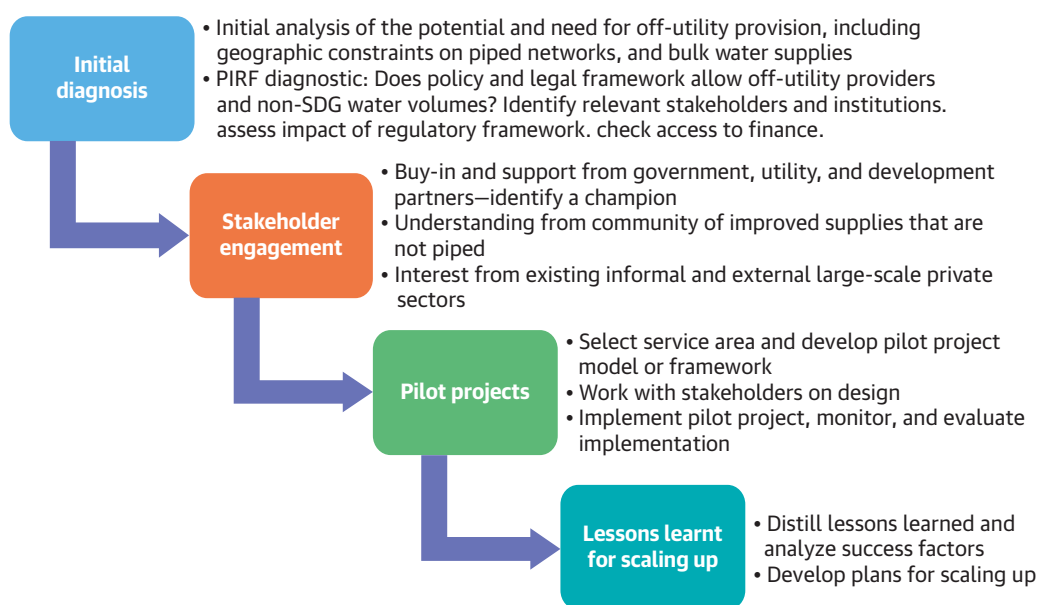 Initial
diagnosis
• Initial analysis of the potential and need for off-utility provision, including
geographic constraints on piped networks, and bulk water supplies
• PIRF diagnostic: Does policy and legal framework allow off-utility providers
and non-SDG water volumes? Identify relevant stakeholders and institutions.
assess impact of regulatory framework. check access to finance.
Stakeholder
engagement
• Buy-in and support from government, utility, and development
partners—identify a champion
• Understanding from community of improved supplies that are
not piped
• Interest from existing informal and external large-scale private
sectors
Pilot projects
• Select service area and develop pilot project
model or framework
• Work with stakeholders on design
• Implement pilot project, monitor, and evaluate
implementation
Lessons learnt
for scaling up
• Distill lessons learned and
analyze success factors
• Develop plans for scaling up